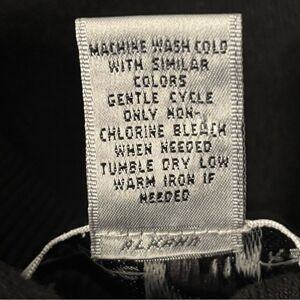 MACHINE WASH COLD
WITH SIMILAR
COLORS
GENTLE CYCLE
ONLY NON-
CHLORINE BLEACH
WHEN NEEDED
TUMBLE DRY LOW
WARM IRON IF
NEEDED